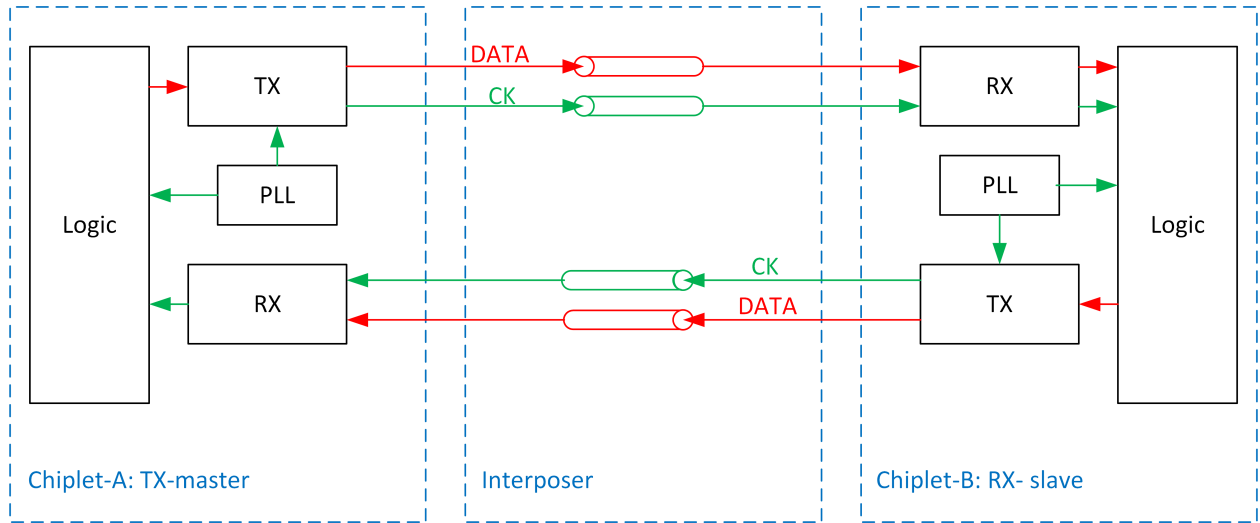 DATA
TX
RX
CK
PLL
PLL
Logic
Logic
CK
RX
TX
DATA
Chiplet-A: TX-master
Interposer
Chiplet-B: RX- slave